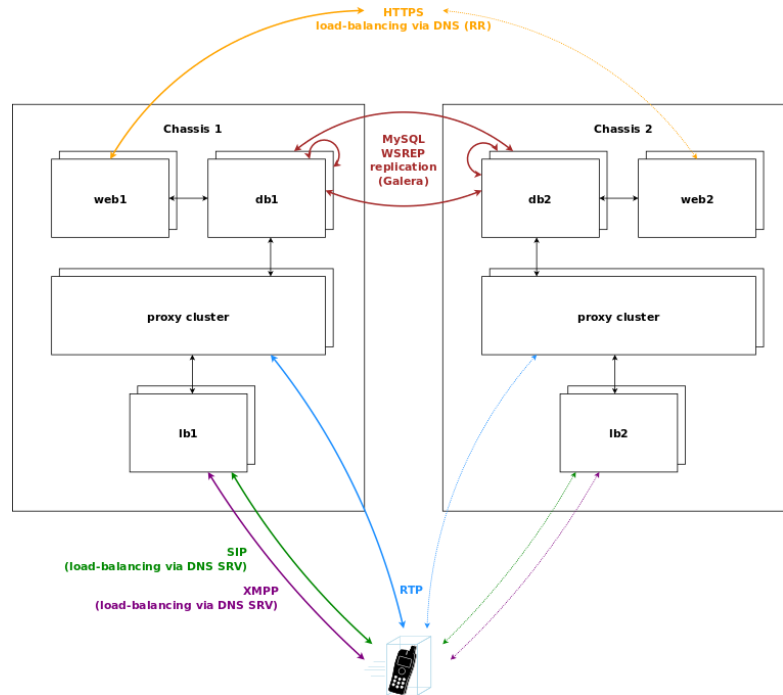 HTTPS
load-balancing via DNS (RR)
Chassis 1
Chassis 2
MySQL
WSREP
replication
(Galera)
web1
db1
db2
web2
proxy cluster
proxy cluster
lb1
lb2
SIP
(load-balancing via DNS SRV)
XMPP
(load-balancing via DNS SRV)
RTP